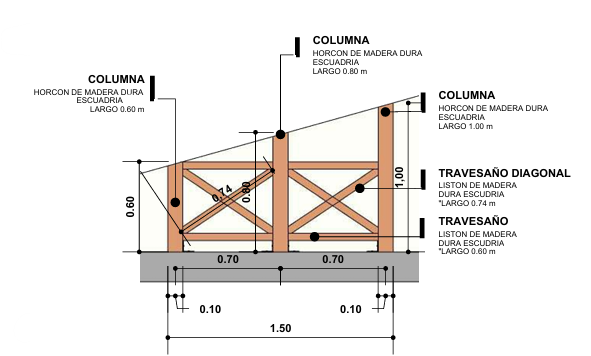 COLUMNA
HORCON DE MADERA DURA
ESCUADRIA
LARGO 0.80 m
COLUMNA
HORCON DE MADERA DURA
ESCUADRIA
LARGO 0.60 m
COLUMNA
HORCON DE MADERA DURA
ESCUADRIA
LARGO 1.00 m
TRAVESAÑO DIAGONAL
LISTON DE MADERA
DURA ESCUDRIA
*LARGO 0.74 m
TRAVESAÑO
LISTON DE MADERA
DURA ESCUDRIA
*LARGO 0.60 m
0.60
0,74
0.80
1,00
0.70
0.70
0.10
0.10
1.50